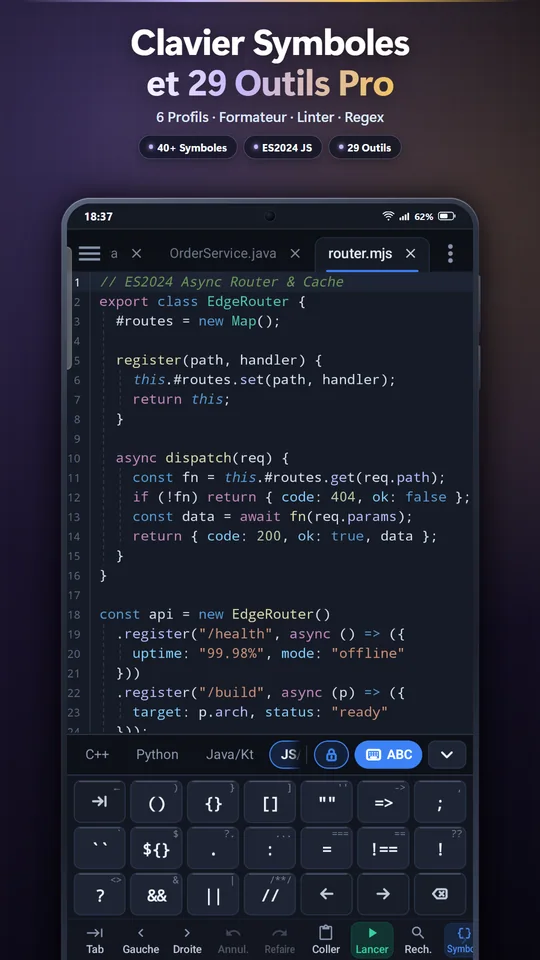 Clavier Symboles
et 29 Outils Pro
6 Profils · Formateur · Linter · Regex
40+ Symboles ES2024 JS 29 Outils
18:37 62%
a × OrderService.java × router.mjs ×
1 // ES2024 Async Router & Cache
2 export class EdgeRouter {
3 #routes = new Map();
4
5 register(path, handler) {
6 this.#routes.set(path, handler);
7 return this;
8 }
9
10 async dispatch(req) {
11 const fn = this.#routes.get(req.path);
12 if (!fn) return { code: 404, ok: false };
13 const data = await fn(req.params);
14 return { code: 200, ok: true, data };
15 }
16 }
17
18 const api = new EdgeRouter()
19 .register("/health", async () => ({
20 uptime: "99.98%", mode: "offline"
21 }))
22 .register("/build", async (p) => ({
23 target: p.arch, status: "ready"
24 }));
C++ Python Java/Kt JS/ ABC
← ) } ] '' -> ,
→| () {} [] "" => ;
` $ ?. ... === == ??
`` ${} . : = !== !
<> & | /**/
? && || // ← → ⌫
Tab Gauche Droite Annul. Refaire Coller Lancer Rech. Symbo